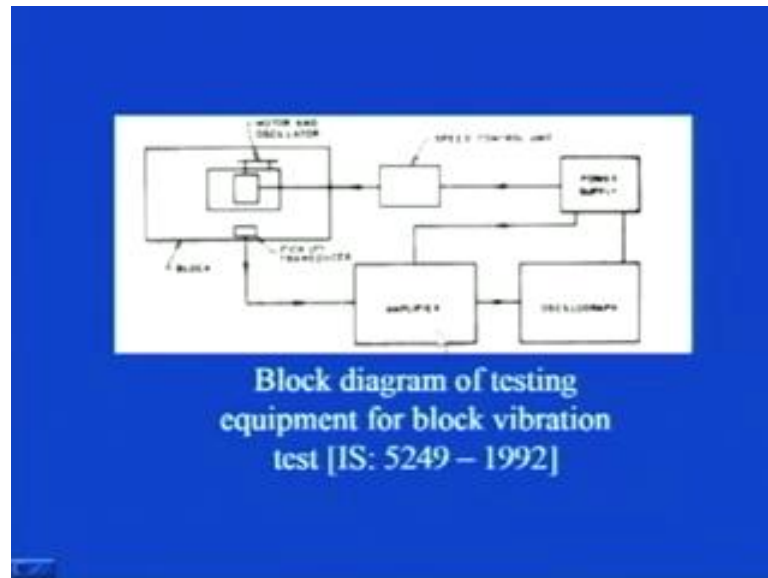 MOTOR AND
OSCILLATOR
SPEED CONTROL UNIT
POWER
SUPPLY
PICK UP
TRANSDUCER
BLOCK
AMPLIFIER
OSCILLOGRAPH
Block diagram of testing
equipment for block vibration
test [IS: 5249 – 1992]